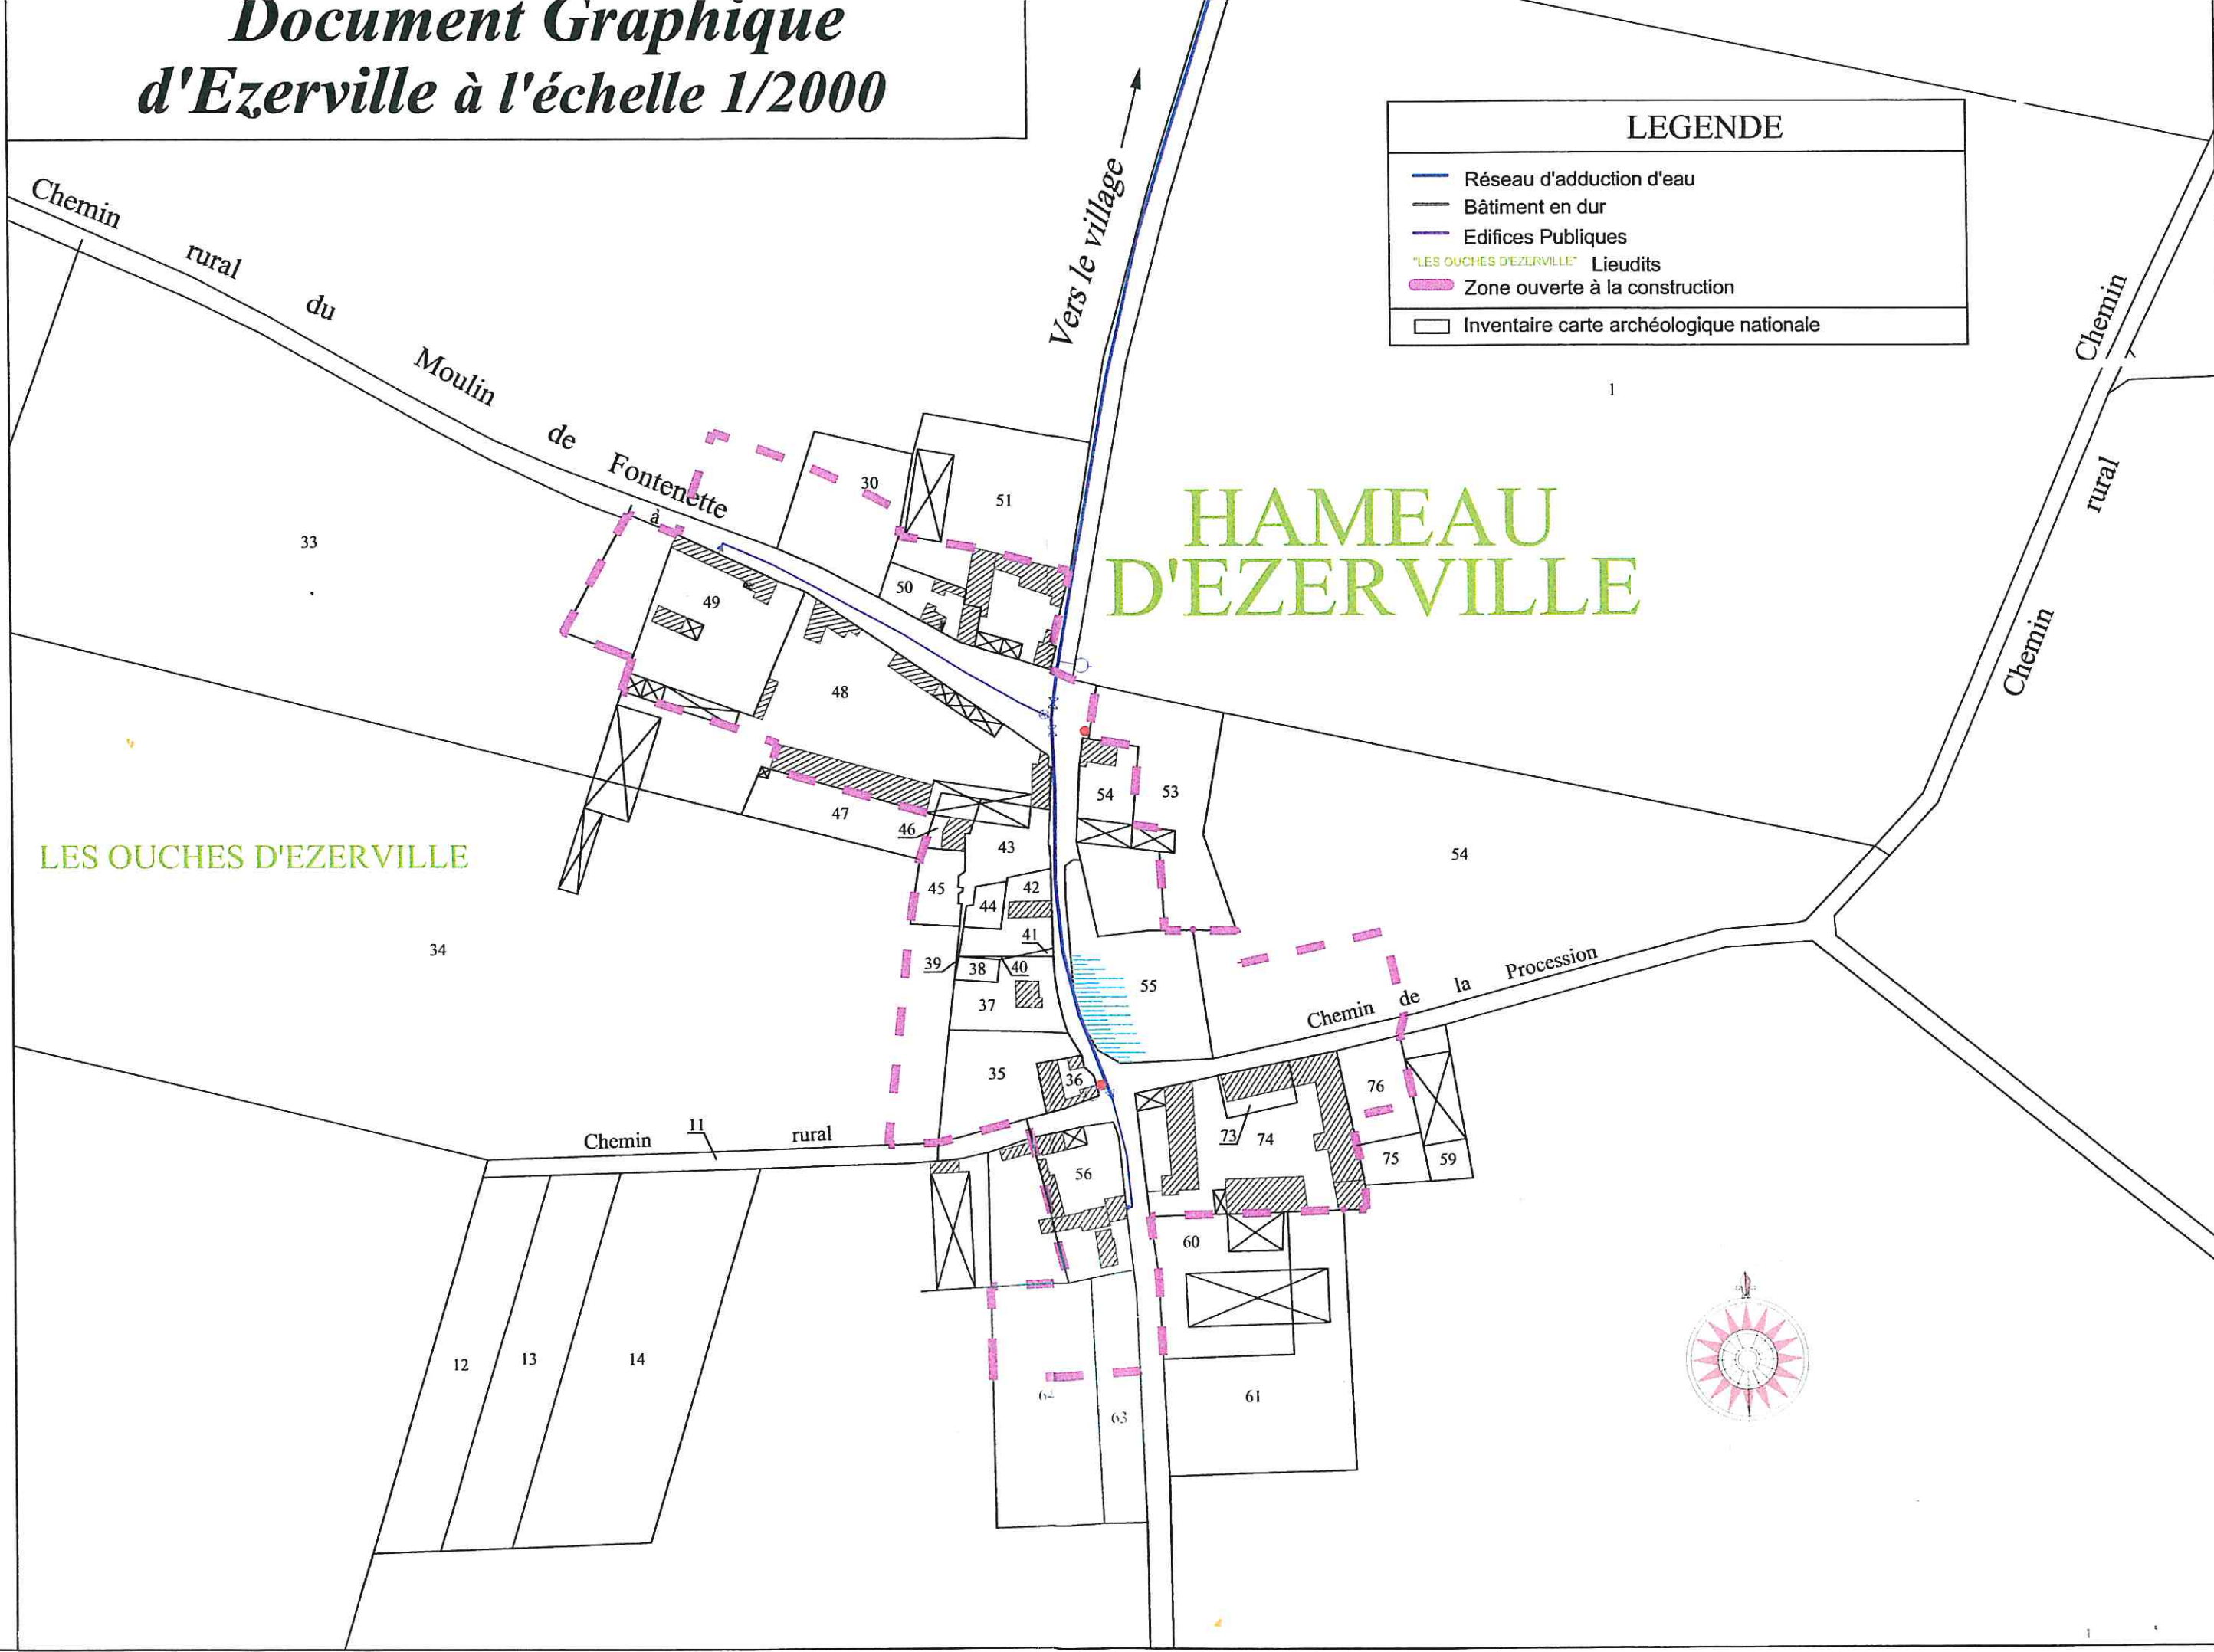 Document Graphique
d'Ezerville à l'échelle 1/2000
LEGENDE
Réseau d'adduction d'eau
Bâtiment en dur
Edifices Publiques
"LES OUCHES D'EZERVILLE" Lieudits
Zone ouverte à la construction
Inventaire carte archéologique nationale
Vers le village
Chemin rural du Moulin de Fontenette à
Chemin rural
Chemin
HAMEAU
D'EZERVILLE
LES OUCHES D'EZERVILLE
Chemin de la Procession
Chemin rural
1
30
51
33
50
49
48
54
53
47
46
43
54
45
42
44
41
34
39
38
40
55
37
35
36
76
11
73
74
56
75
59
60
12
13
14
64
61
63